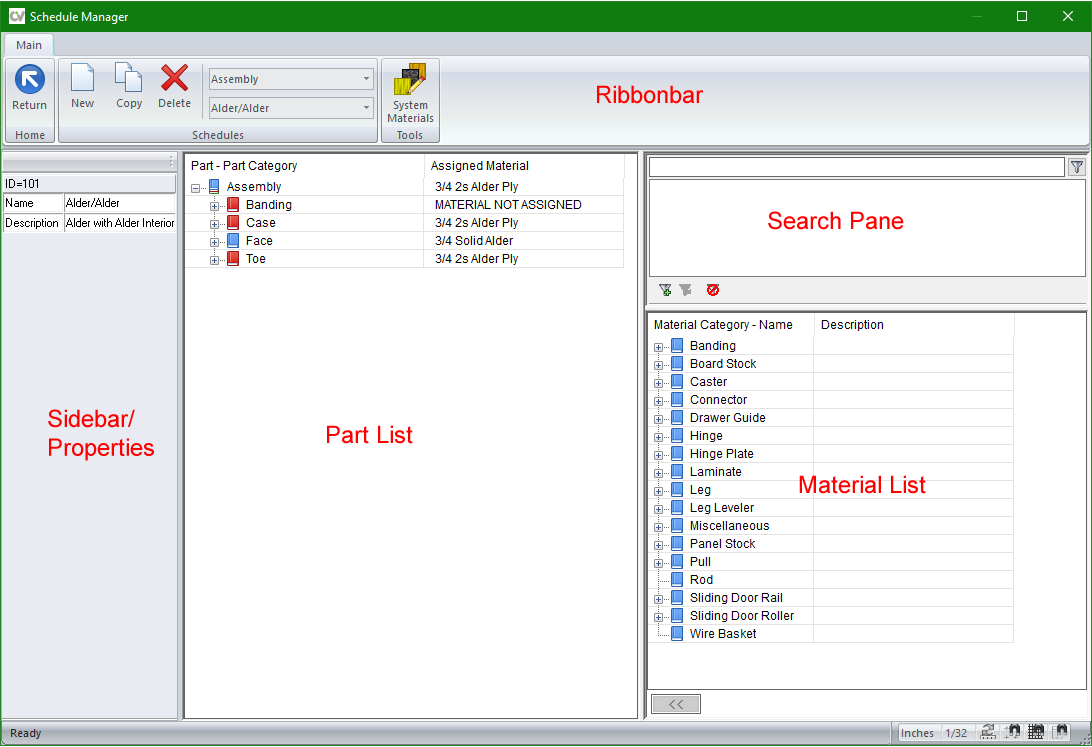 CV Schedule Manager
Main
Return
New
Copy
Delete
Assembly
Alder/Alder
System
Materials
Home
Schedules
Tools
Ribbonbar
ID=101
Name Alder/Alder
Description Alder with Alder Interior
Sidebar/
Properties
Part - Part Category Assigned Material
Assembly 3/4 2s Alder Ply
Banding MATERIAL NOT ASSIGNED
Case 3/4 2s Alder Ply
Face 3/4 Solid Alder
Toe 3/4 2s Alder Ply
Part List
Search Pane
Material Category - Name Description
Banding
Board Stock
Caster
Connector
Drawer Guide
Hinge
Hinge Plate
Laminate
Leg
Leg Leveler
Miscellaneous
Panel Stock
Pull
Rod
Sliding Door Rail
Sliding Door Roller
Wire Basket
Material List
<<
Ready
Inches 1/32